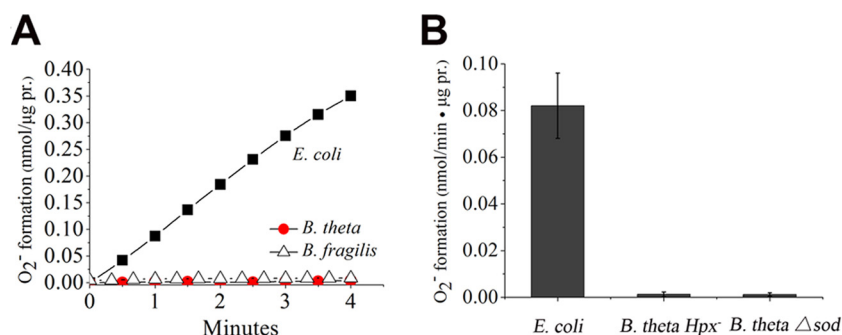 A
O2⁻ formation (nmol/µg pr.)
0.40
0.35
0.30
0.25
0.20
0.15
0.10
0.05
0.00
E. coli
B. theta
B. fragilis
0 1 2 3 4
Minutes
B
O2⁻ formation (nmol/min • µg pr.)
0.10
0.08
0.06
0.04
0.02
0.00
E. coli B. theta Hpx⁻ B. theta △sod